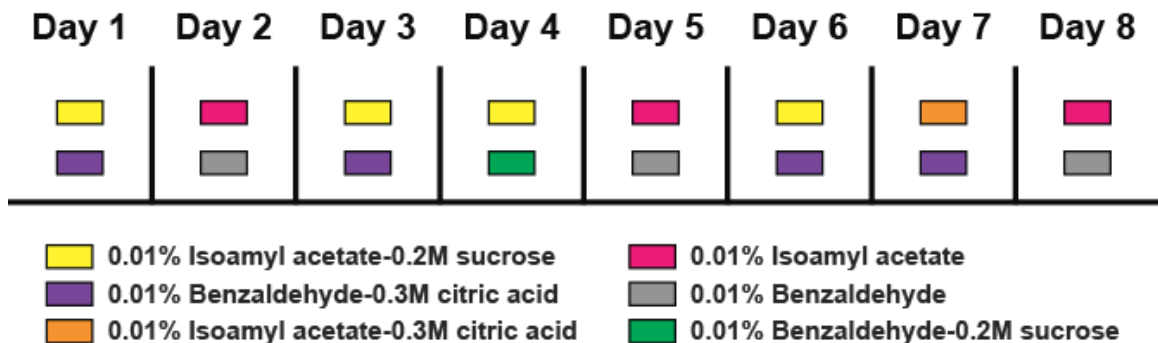 Day 1 Day 2 Day 3 Day 4 Day 5 Day 6 Day 7 Day 8
0.01% Isoamyl acetate-0.2M sucrose 0.01% Isoamyl acetate
0.01% Benzaldehyde-0.3M citric acid 0.01% Benzaldehyde
0.01% Isoamyl acetate-0.3M citric acid 0.01% Benzaldehyde-0.2M sucrose